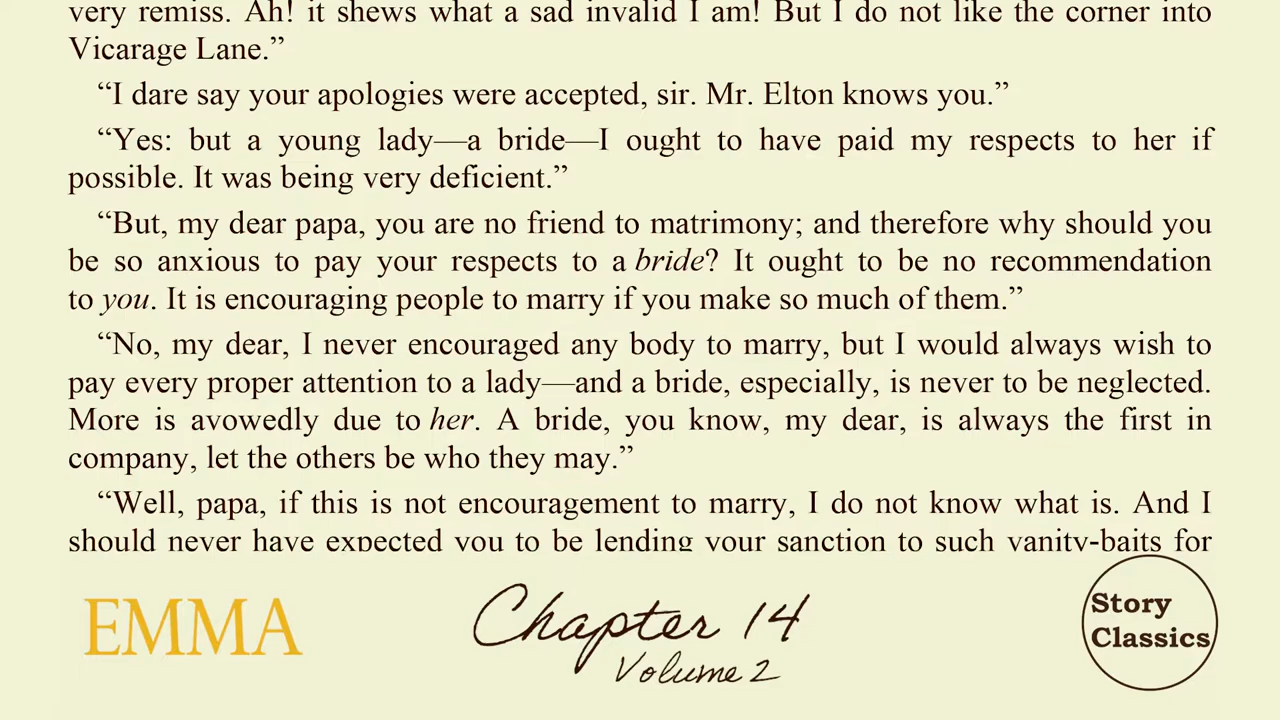 very remiss. Ah! it shews what a sad invalid I am! But I do not like the corner into
Vicarage Lane.”
“I dare say your apologies were accepted, sir. Mr. Elton knows you.”
“Yes: but a young lady—a bride—I ought to have paid my respects to her if
possible. It was being very deficient.”
“But, my dear papa, you are no friend to matrimony; and therefore why should you
be so anxious to pay your respects to a bride? It ought to be no recommendation
to you. It is encouraging people to marry if you make so much of them.”
“No, my dear, I never encouraged any body to marry, but I would always wish to
pay every proper attention to a lady—and a bride, especially, is never to be neglected.
More is avowedly due to her. A bride, you know, my dear, is always the first in
company, let the others be who they may.”
“Well, papa, if this is not encouragement to marry, I do not know what is. And I
should never have expected you to be lending your sanction to such vanity-baits for
EMMA
Chapter 14
Volume 2
Story
Classics